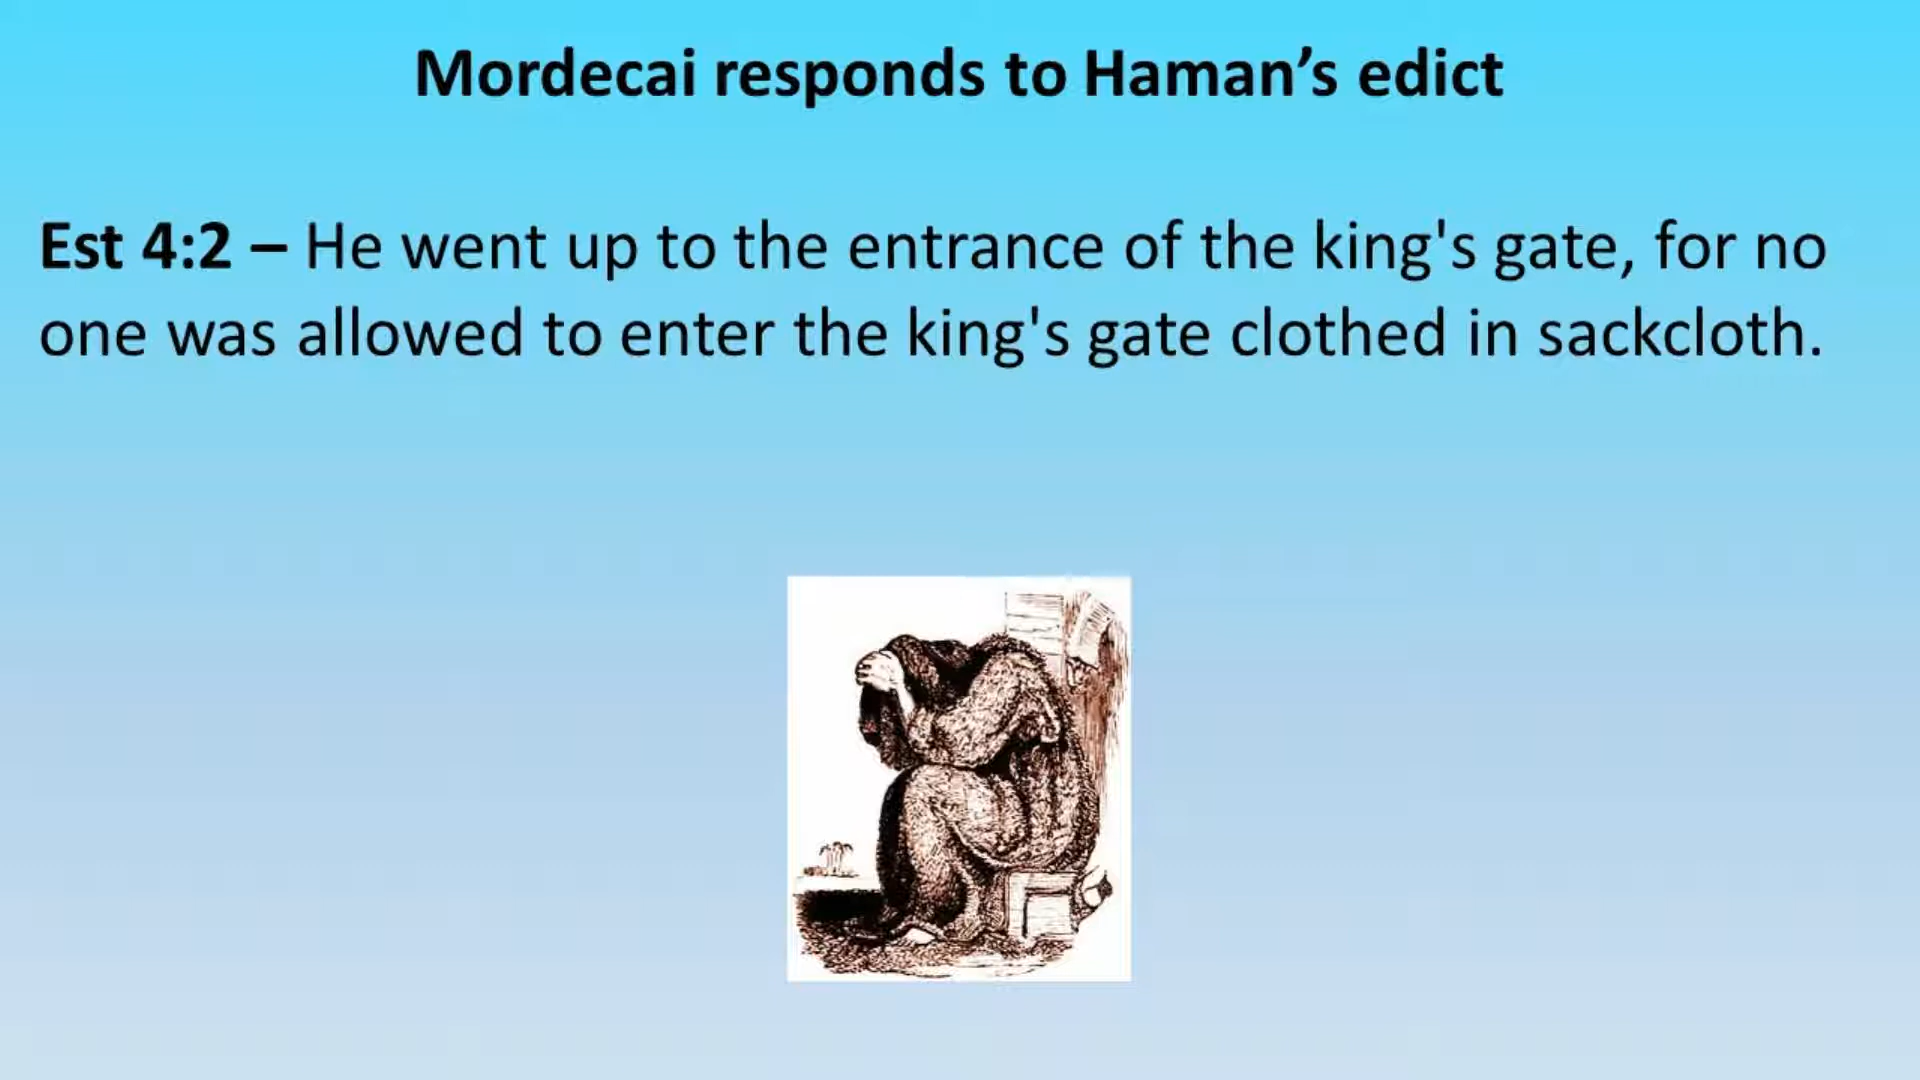 Mordecai responds to Haman’s edict
Est 4:2 – He went up to the entrance of the king's gate, for no
one was allowed to enter the king's gate clothed in sackcloth.